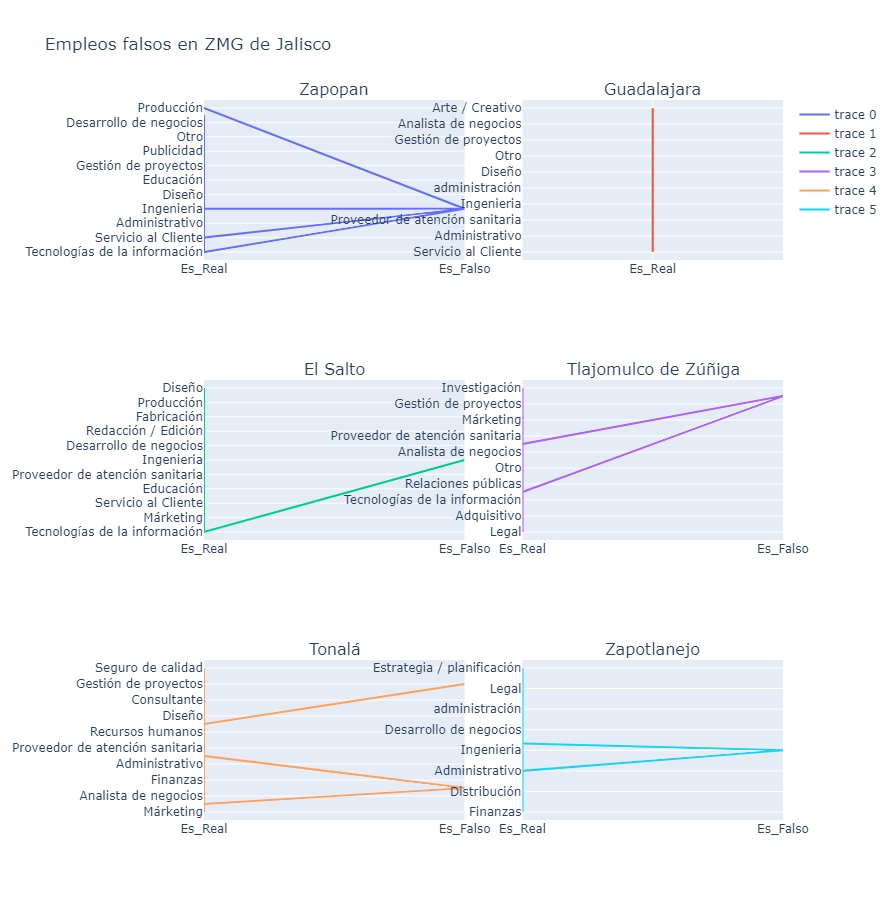 Empleos falsos en ZMG de Jalisco
Zapopan
Producción
Desarrollo de negocios
Otro
Publicidad
Gestión de proyectos
Educación
Diseño
Ingenieria
Administrativo
Servicio al Cliente
Tecnologías de la información
Es_Real
Es_Falso
Guadalajara
Arte / Creativo
Analista de negocios
Gestión de proyectos
Otro
Diseño
administración
Ingenieria
Proveedor de atención sanitaria
Administrativo
Servicio al Cliente
Es_Real
trace 0
trace 1
trace 2
trace 3
trace 4
trace 5
El Salto
Diseño
Producción
Fabricación
Redacción / Edición
Desarrollo de negocios
Ingenieria
Proveedor de atención sanitaria
Educación
Servicio al Cliente
Márketing
Tecnologías de la información
Es_Real
Es_Falso
Tlajomulco de Zúñiga
Investigación
Gestión de proyectos
Márketing
Proveedor de atención sanitaria
Analista de negocios
Otro
Relaciones públicas
Tecnologías de la información
Adquisitivo
Legal
Es_Real
Es_Falso
Tonalá
Seguro de calidad
Gestión de proyectos
Consultante
Diseño
Recursos humanos
Proveedor de atención sanitaria
Administrativo
Finanzas
Analista de negocios
Márketing
Es_Real
Es_Falso
Zapotlanejo
Estrategia / planificación
Legal
administración
Desarrollo de negocios
Ingenieria
Administrativo
Distribución
Finanzas
Es_Real
Es_Falso